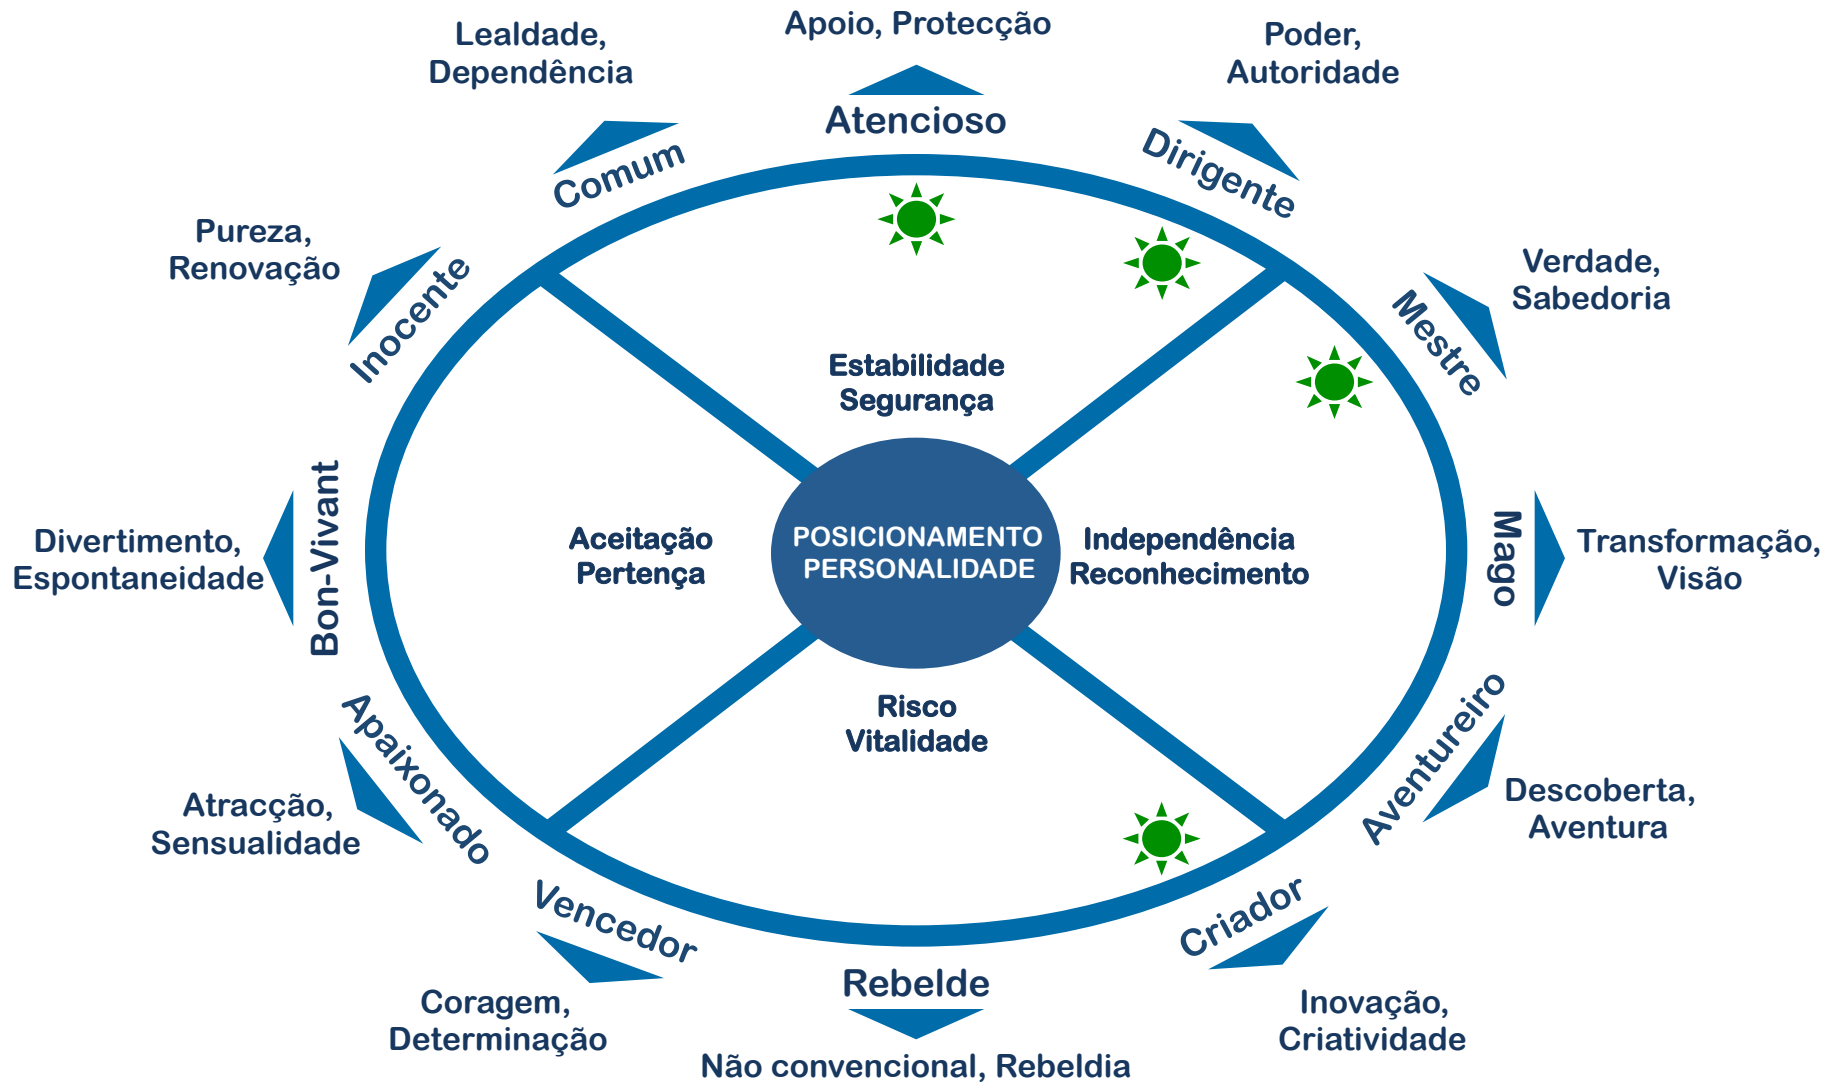 Apoio, Protecção
Lealdade,
Dependência
Poder,
Autoridade
Atencioso
Comum
Dirigente
Pureza,
Renovação
Inocente
Verdade,
Sabedoria
Mestre
Estabilidade
Segurança
Divertimento,
Espontaneidade
Bon-Vivant
Aceitação
Pertença
POSICIONAMENTO
PERSONALIDADE
Independência
Reconhecimento
Mago
Transformação,
Visão
Risco
Vitalidade
Apaixonado
Atracção,
Sensualidade
Aventureiro
Descoberta,
Aventura
Vencedor
Coragem,
Determinação
Rebelde
Não convencional, Rebeldia
Criador
Inovação,
Criatividade